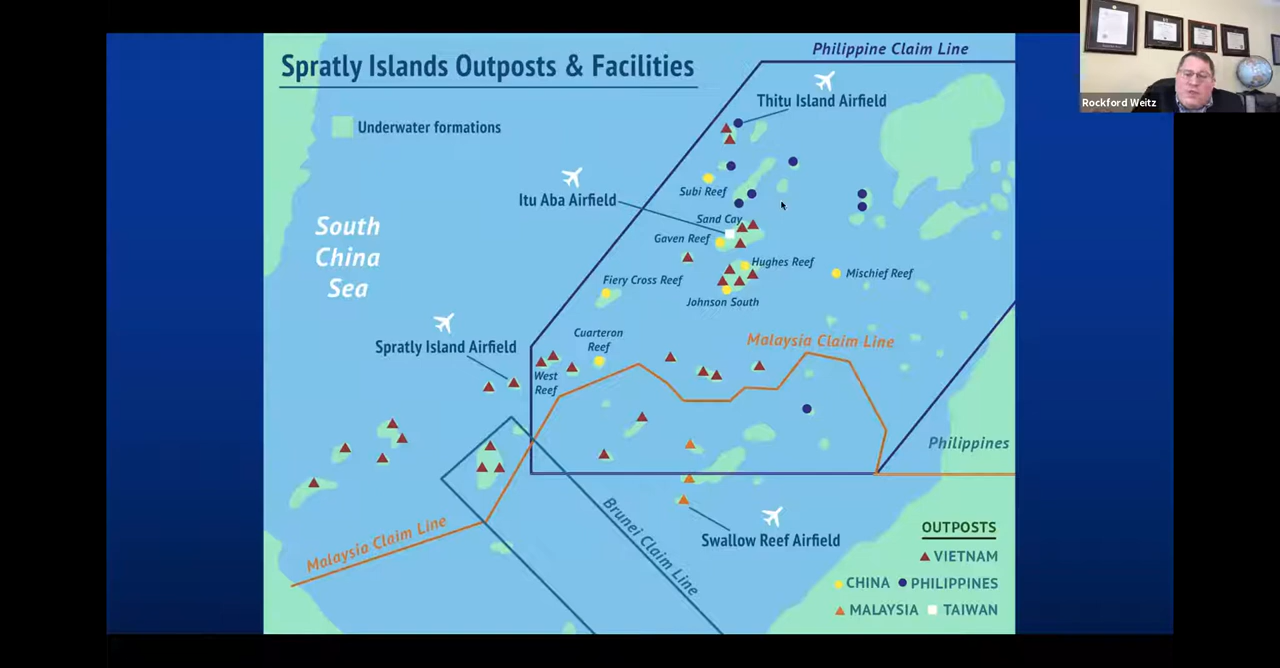 Spratly Islands Outposts & Facilities
Philippine Claim Line
Thitu Island Airfield
Underwater formations
Rockford Weitz
Subi Reef
Itu Aba Airfield
Sand Cay
South
China
Sea
Gaven Reef
Hughes Reef
Mischief Reef
Fiery Cross Reef
Johnson South
Cuarteron
Reef
Malaysia Claim Line
Spratly Island Airfield
West
Reef
Philippines
Malaysia Claim Line
Brunei Claim Line
Swallow Reef Airfield
OUTPOSTS
VIETNAM
CHINA PHILIPPINES
MALAYSIA TAIWAN